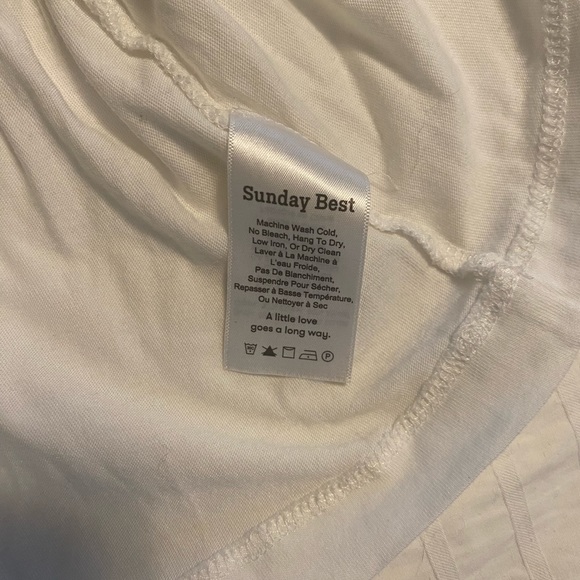 Sunday Best
Machine Wash Cold,
No Bleach, Hang To Dry,
Low Iron, Or Dry Clean
Laver à La Machine à
L'eau Froide,
Pas De Blanchiment,
Suspendre Pour Sécher,
Repasser à Basse Température,
Ou Nettoyer à Sec
A little love
goes a long way.
P